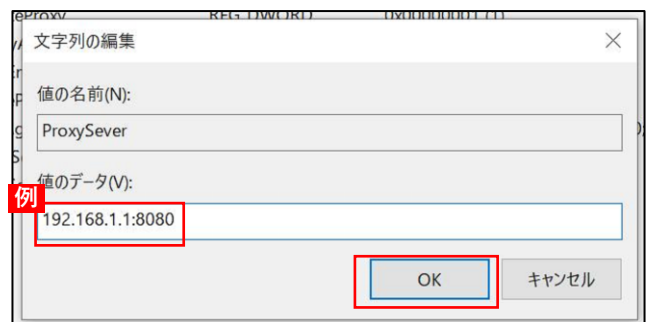 REG_DWORD 0x00000001 (1)
文字列の編集
値の名前(N):
ProxySever
値のデータ(V):
例
192.168.1.1:8080
OK キャンセル